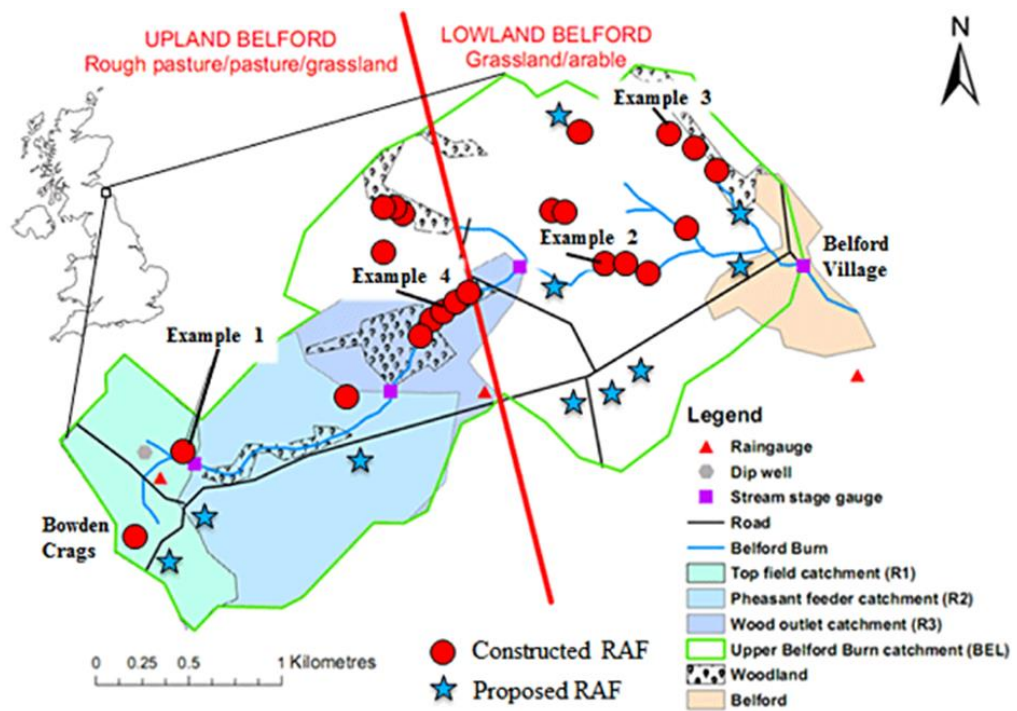 UPLAND BELFORD
Rough pasture/pasture/grassland
LOWLAND BELFORD
Grassland/arable
N
Example 3
Example 2
Belford
Village
Example 4
Example 1
Bowden
Crags
Legend
Raingauge
Dip well
Stream stage gauge
Road
Belford Burn
Top field catchment (R1)
Pheasant feeder catchment (R2)
Wood outlet catchment (R3)
Upper Belford Burn catchment (BEL)
Woodland
Belford
0 0.25 0.5 1 Kilometres
Constructed RAF
Proposed RAF